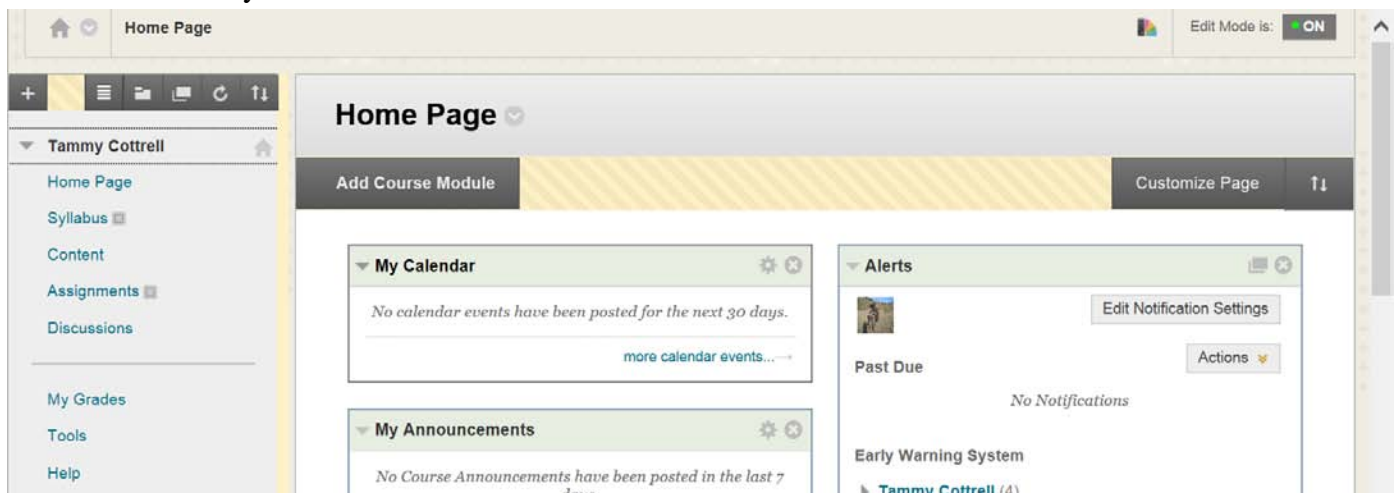 Home Page
Edit Mode is: ON
Tammy Cottrell
Home Page
Syllabus
Content
Assignments
Discussions
My Grades
Tools
Help
Home Page
Add Course Module
Customize Page
My Calendar
No calendar events have been posted for the next 30 days.
more calendar events...→
My Announcements
No Course Announcements have been posted in the last 7
Alerts
Edit Notification Settings
Actions
Past Due
No Notifications
Early Warning System
Tammy Cottrell (4)